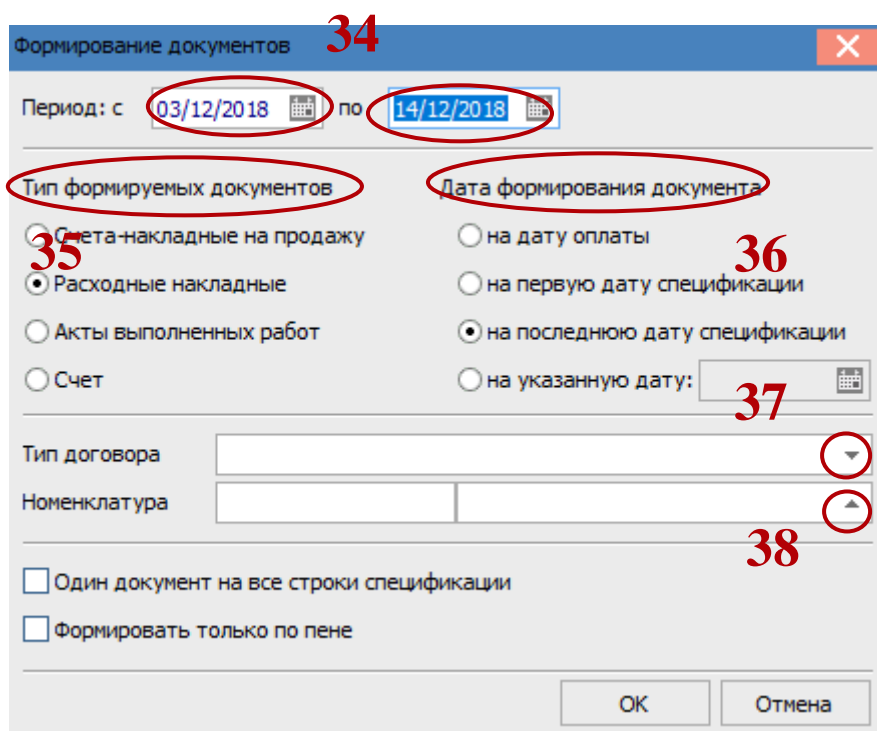 Формирование документов 34
Период: с 03/12/2018 по 14/12/2018
Тип формируемых документов
Счета-накладные на продажу
35
Расходные накладные
Акты выполненных работ
Счет
Дата формирования документа
на дату оплаты
36
на первую дату спецификации
на последнюю дату спецификации
на указанную дату:
37
Тип договора
Номенклатура
38
Один документ на все строки спецификации
Формировать только по пене
ОК Отмена